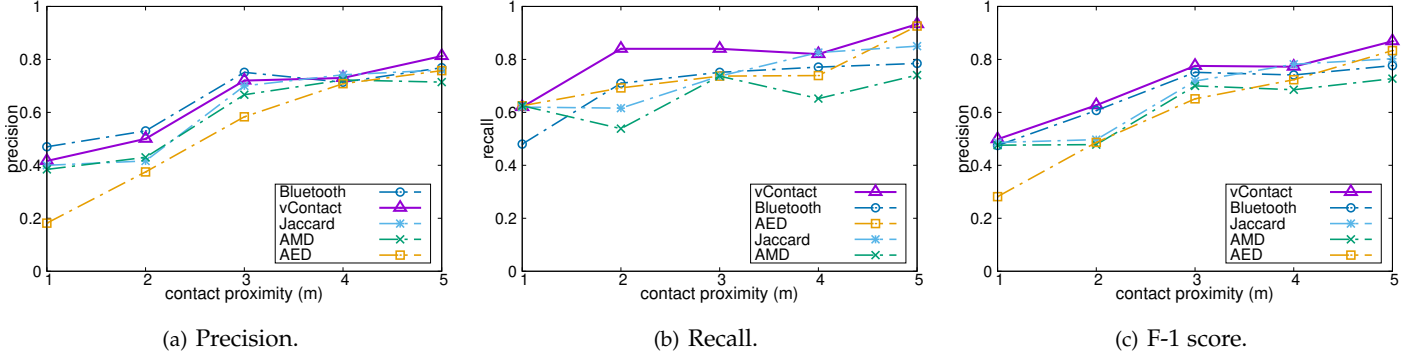 1
0.8
0.6
0.4
0.2
0
precision
Bluetooth
vContact
Jaccard
AMD
AED
1 2 3 4 5
contact proximity (m)
(a) Precision.
1
0.8
0.6
0.4
0.2
0
recall
vContact
Bluetooth
AED
Jaccard
AMD
1 2 3 4 5
contact proximity (m)
(b) Recall.
1
0.8
0.6
0.4
0.2
0
precision
vContact
Bluetooth
Jaccard
AMD
AED
1 2 3 4 5
contact proximity (m)
(c) F-1 score.